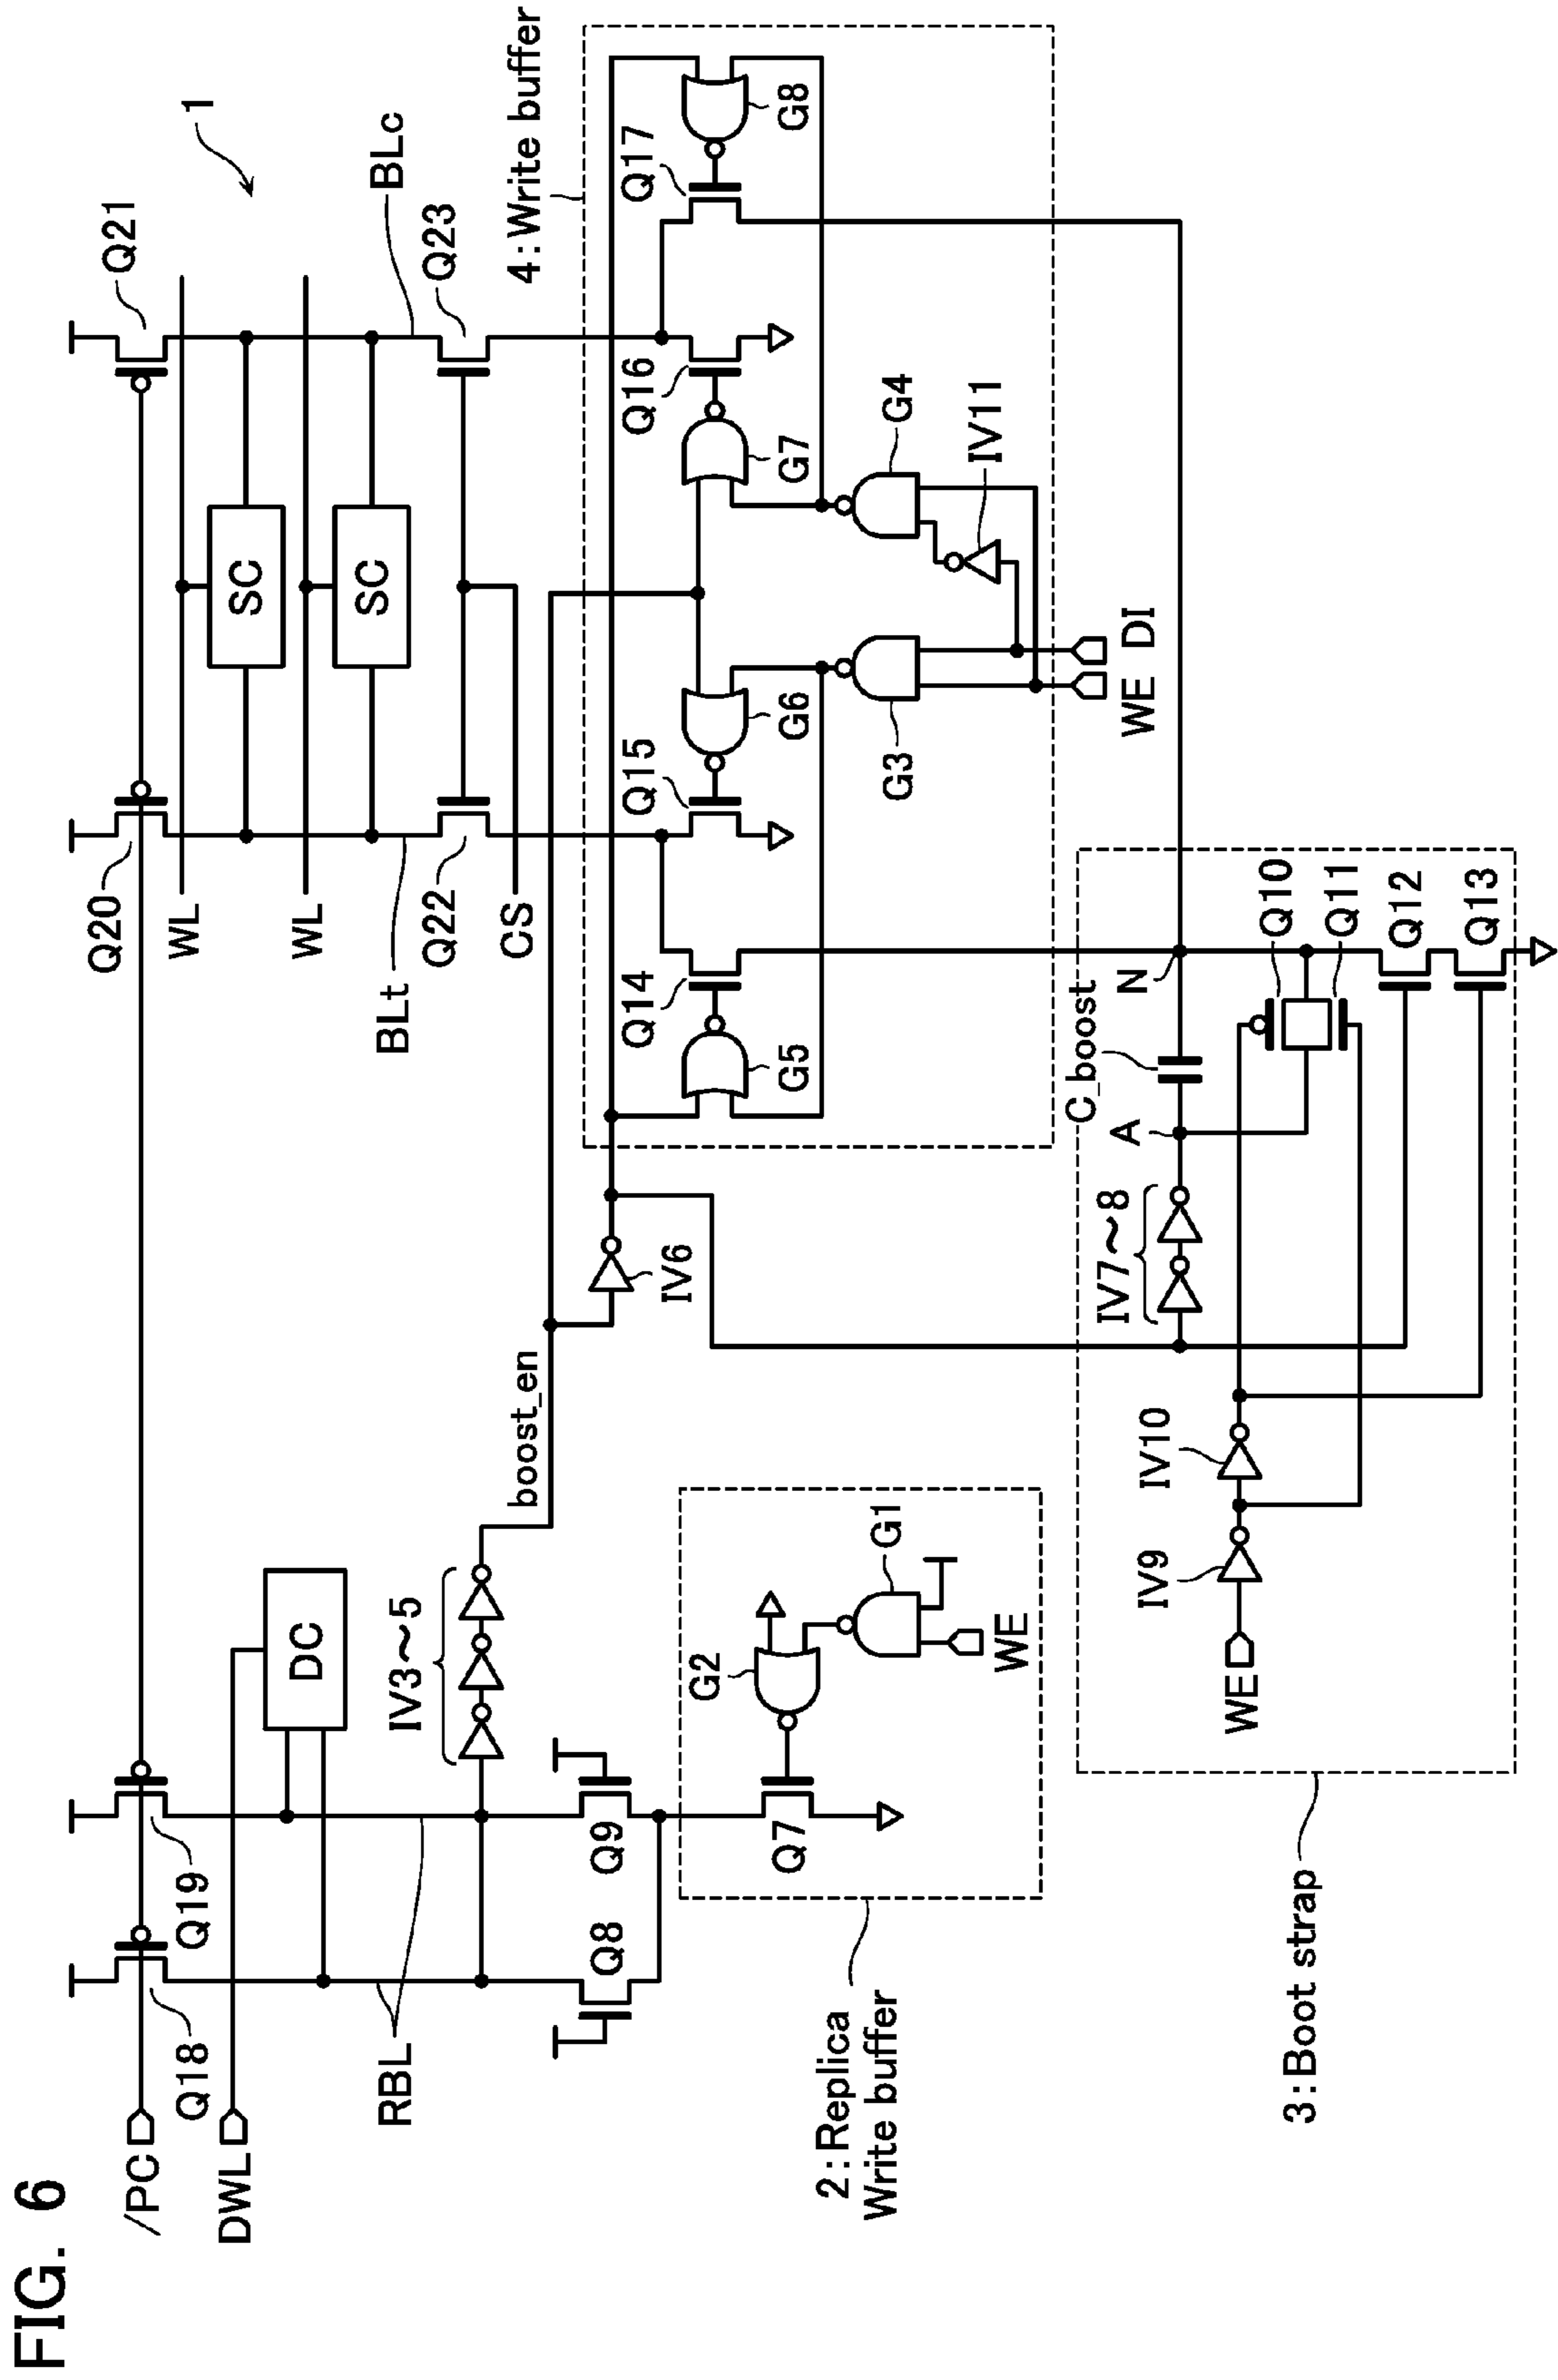 FIG. 6
/PC
DWL
Q18
Q19
Q20
Q21
1
WL
WL
DC
SC
SC
RBL
BLt
BLc
IV3～5
Q22
Q23
CS
boost_en
Q8
Q9
IV6
4:Write buffer
Q14
Q15
Q16
Q17
G5
G6
G7
G8
G3
G4
IV11
WE
DI
2:Replica
Write buffer
Q7
G2
G1
WE
3:Boot strap
WE
IV9
IV10
IV7～8
A
C_boost
N
Q10
Q11
Q12
Q13